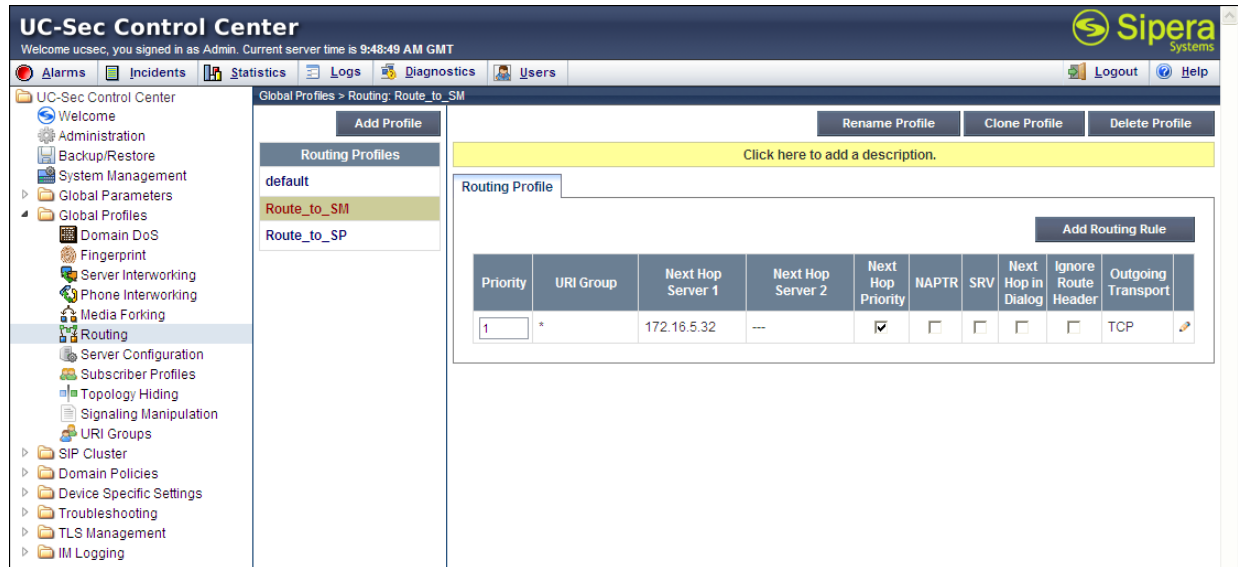 UC-Sec Control Center
Sipera
Systems
Welcome ucsec, you signed in as Admin. Current server time is 9:48:49 AM GMT
Alarms Incidents Statistics Logs Diagnostics Users Logout Help
UC-Sec Control Center
Welcome
Administration
Backup/Restore
System Management
Global Parameters
Global Profiles
Domain DoS
Fingerprint
Server Interworking
Phone Interworking
Media Forking
Routing
Server Configuration
Subscriber Profiles
Topology Hiding
Signaling Manipulation
URI Groups
SIP Cluster
Domain Policies
Device Specific Settings
Troubleshooting
TLS Management
IM Logging
Global Profiles > Routing: Route_to_SM
Add Profile
Routing Profiles
default
Route_to_SM
Route_to_SP
Rename Profile Clone Profile Delete Profile
Click here to add a description.
Routing Profile
Add Routing Rule
Priority URI Group Next Hop Server 1 Next Hop Server 2 Next Hop Priority NAPTR SRV Next Hop in Dialog Ignore Route Header Outgoing Transport
1 * 172.16.5.32 --- TCP